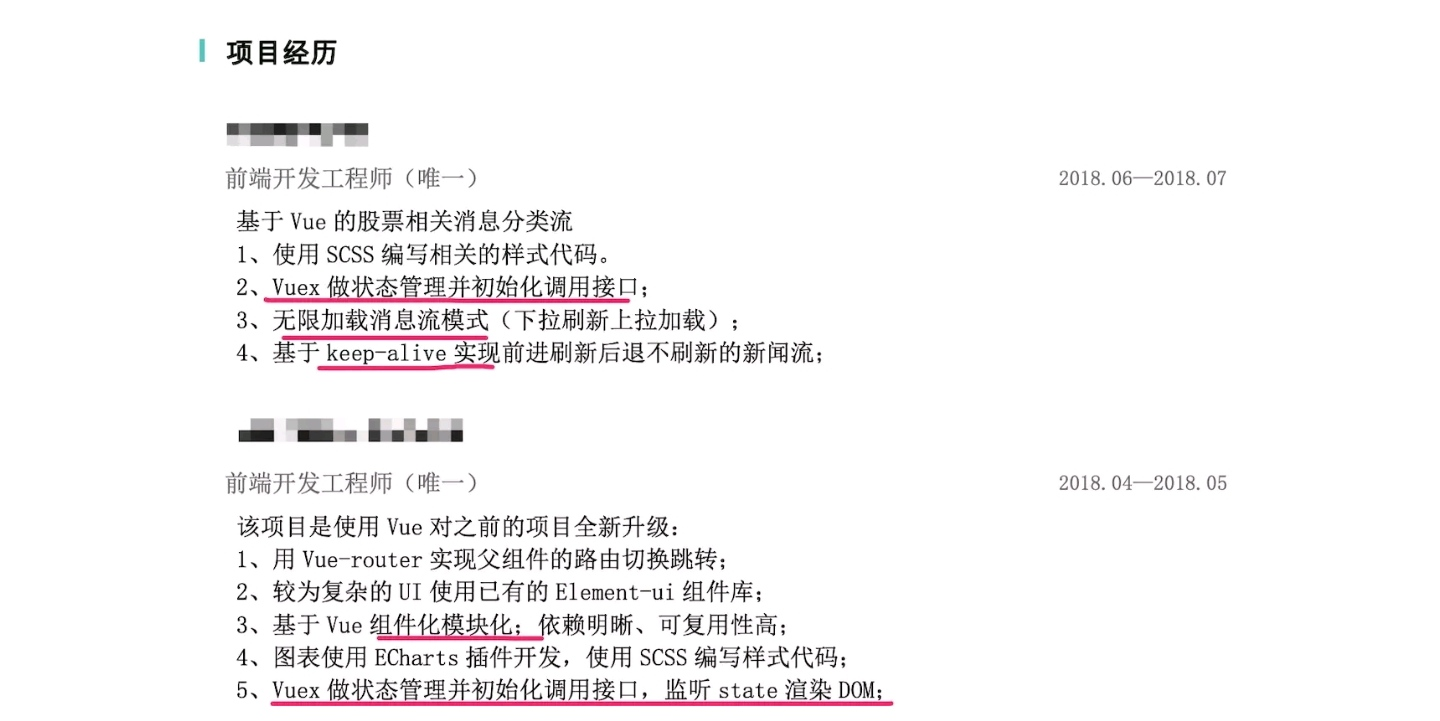 项目经历
前端开发工程师（唯一） 2018.06—2018.07
基于 Vue 的股票相关消息分类流
1、使用 SCSS 编写相关的样式代码。
2、Vuex 做状态管理并初始化调用接口；
3、无限加载消息流模式（下拉刷新上拉加载）；
4、基于 keep-alive 实现前进刷新后退不刷新的新闻流；
前端开发工程师（唯一） 2018.04—2018.05
该项目是使用 Vue 对之前的项目全新升级：
1、用 Vue-router 实现父组件的路由切换跳转；
2、较为复杂的 UI 使用已有的 Element-ui 组件库；
3、基于 Vue 组件化模块化；依赖明晰、可复用性高；
4、图表使用 ECharts 插件开发，使用 SCSS 编写样式代码；
5、Vuex 做状态管理并初始化调用接口，监听 state 渲染 DOM；